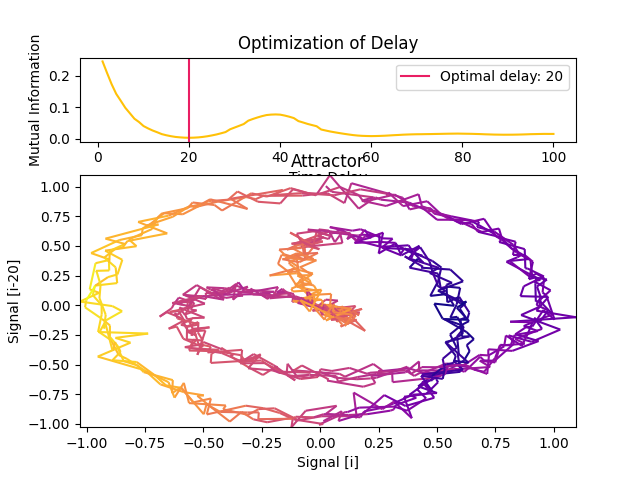 Optimization of Delay
Mutual Information
0.2
0.1
0.0
Optimal delay: 20
0 20 40 60 80 100
Time Delay
Attractor
Signal [i-20]
1.00
0.75
0.50
0.25
0.00
−0.25
−0.50
−0.75
−1.00
−1.00 −0.75 −0.50 −0.25 0.00 0.25 0.50 0.75 1.00
Signal [i]